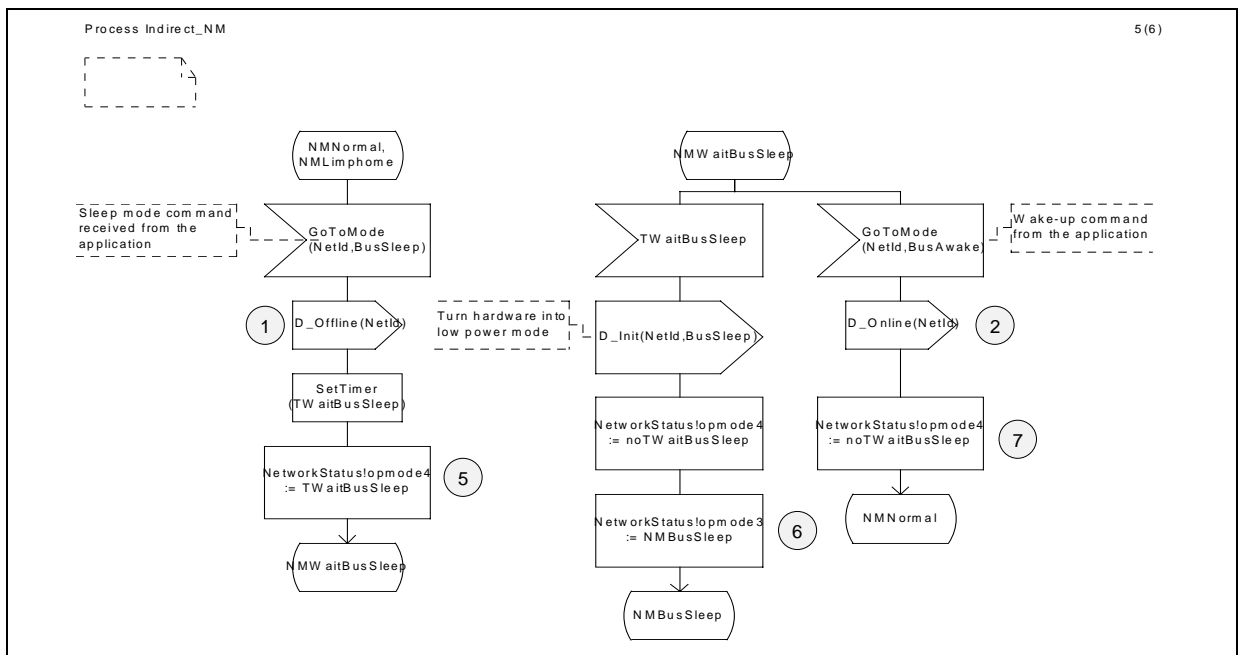 Process Indirect_NM
5(6)
NMNormal,
NMLimphome
Sleep mode command
received from the
application
GoToMode
(NetId,BusSleep)
1
D_Offline(NetId)
SetTimer
(TWaitBusSleep)
NetworkStatus!opmode4
:= TWaitBusSleep
5
NMWaitBusSleep
NMWaitBusSleep
TWaitBusSleep
Turn hardware into
low power mode
D_Init(NetId,BusSleep)
NetworkStatus!opmode4
:= noTWaitBusSleep
NetworkStatus!opmode3
:= NMBusSleep
6
NMBusSleep
GoToMode
(NetId,BusAwake)
Wake-up command
from the application
D_Online(NetId)
2
NetworkStatus!opmode4
:= noTWaitBusSleep
7
NMNormal